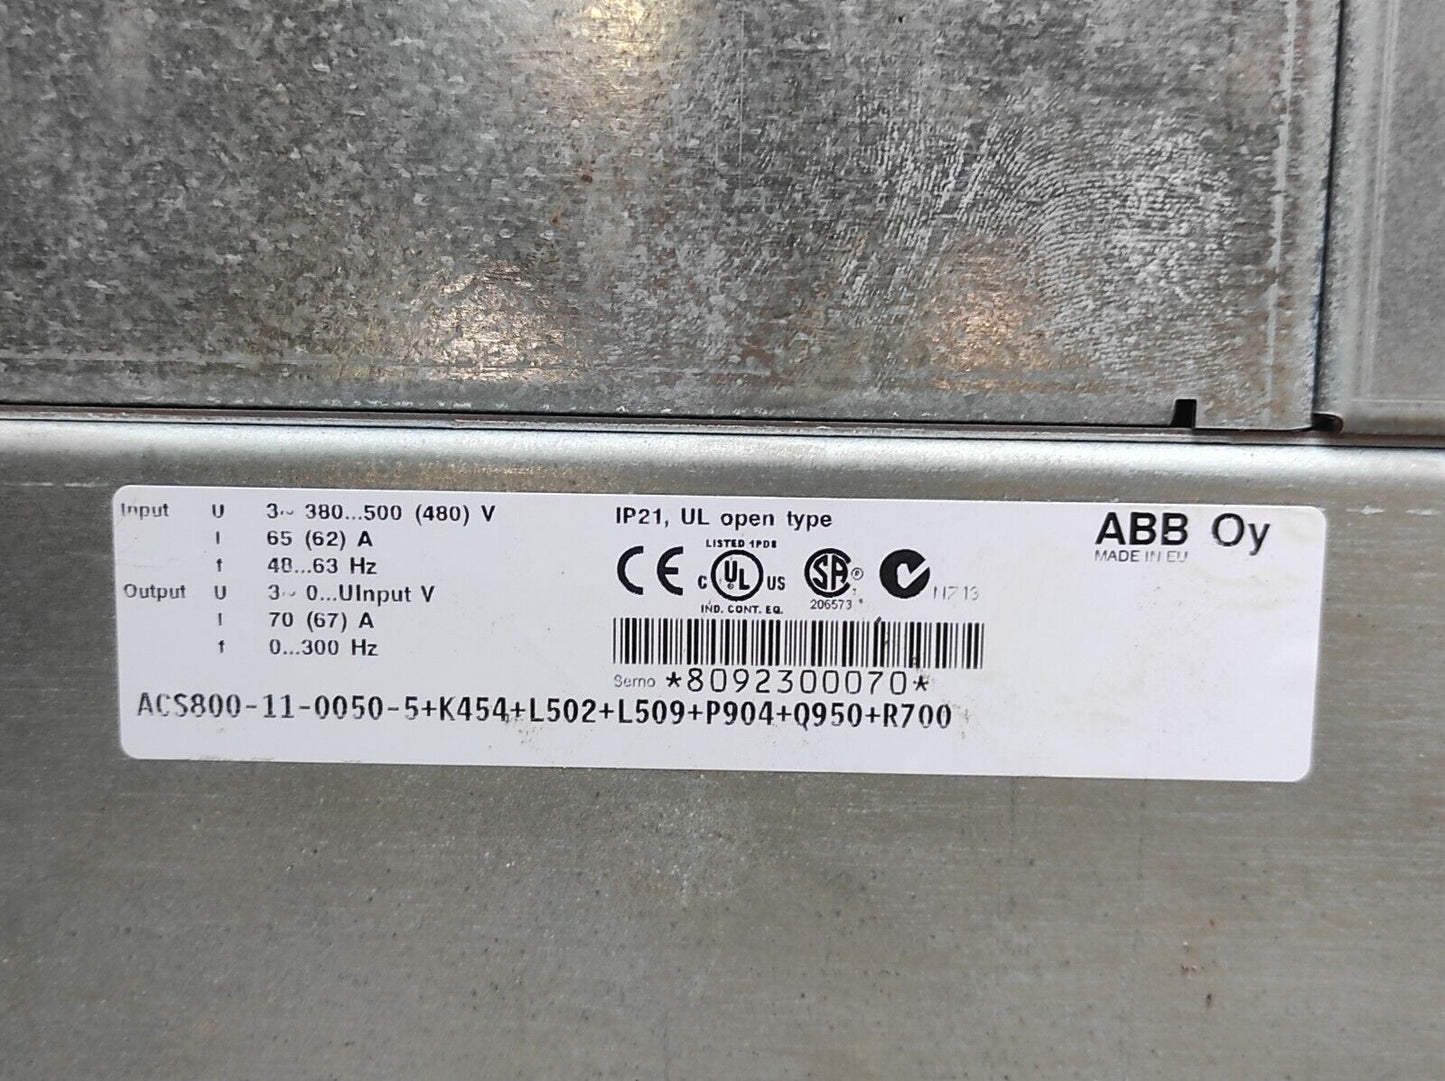 Input U 3~ 380...500 (480) V
I 65 (62) A
f 48...63 Hz
Output U 3~ 0...UInput V
I 70 (67) A
f 0...300 Hz
IP21, UL open type
CE
LISTED 1PD8
C UL US
IND. CONT. EQ.
SA ®
206573
N713
Serno *8092300070*
ACS800-11-0050-5+K454+L502+L509+P904+Q950+R700
ABB Oy
MADE IN EU